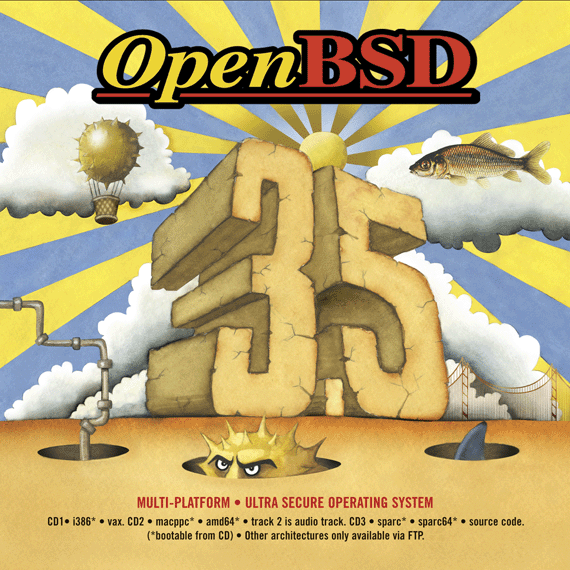 OpenBSD
3.5
MULTI-PLATFORM • ULTRA SECURE OPERATING SYSTEM
CD1• i386* • vax. CD2 • macppc* • amd64* • track 2 is audio track. CD3 • sparc* • sparc64* • source code.
(*bootable from CD) • Other architectures only available via FTP.